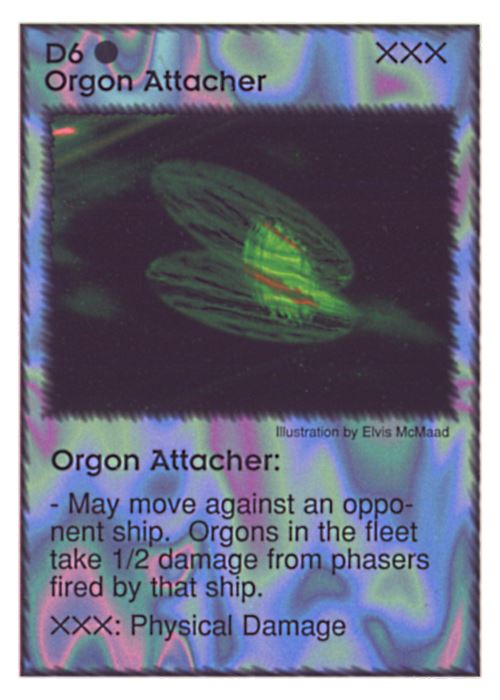 D6 ● XXX
Orgon Attacher
Illustration by Elvis McMaad
Orgon Attacher:
- May move against an oppo-
nent ship. Orgons in the fleet
take 1/2 damage from phasers
fired by that ship.
XXX: Physical Damage